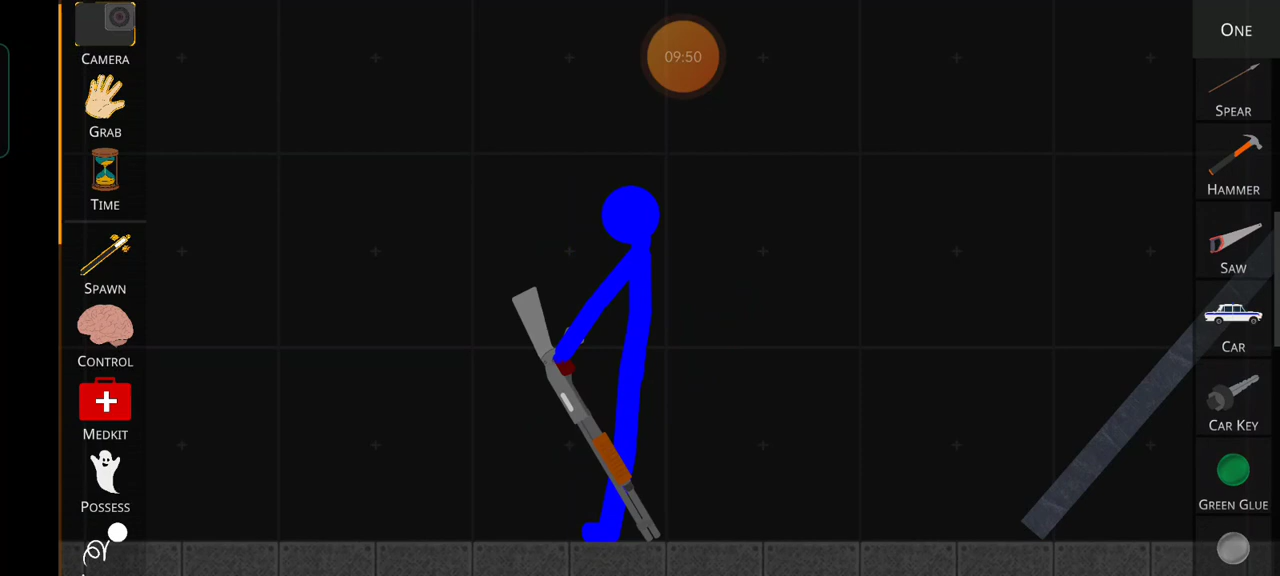 CAMERA
GRAB
TIME
SPAWN
CONTROL
MEDKIT
POSSESS
09:50
ONE
SPEAR
HAMMER
SAW
CAR
CAR KEY
GREEN GLUE